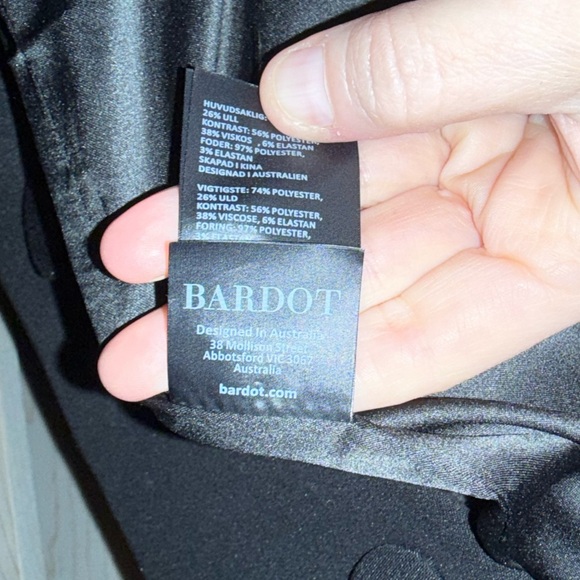 HUVUDSAKLIG:
26% ULL
KONTRAST: 56% POLYESTER,
38% VISKOS , 6% ELASTAN
FODER: 97% POLYESTER,
3% ELASTAN
SKAPAD I KINA
DESIGNAD I AUSTRALIEN
VIGTIGSTE: 74% POLYESTER,
26% ULD
KONTRAST: 56% POLYESTER,
38% VISCOSE, 6% ELASTAN
FORING: 97% POLYESTER,
3% ELASTAN
BARDOT
Designed in Australia
38 Mollison Street
Abbotsford VIC 3067
Australia
bardot.com